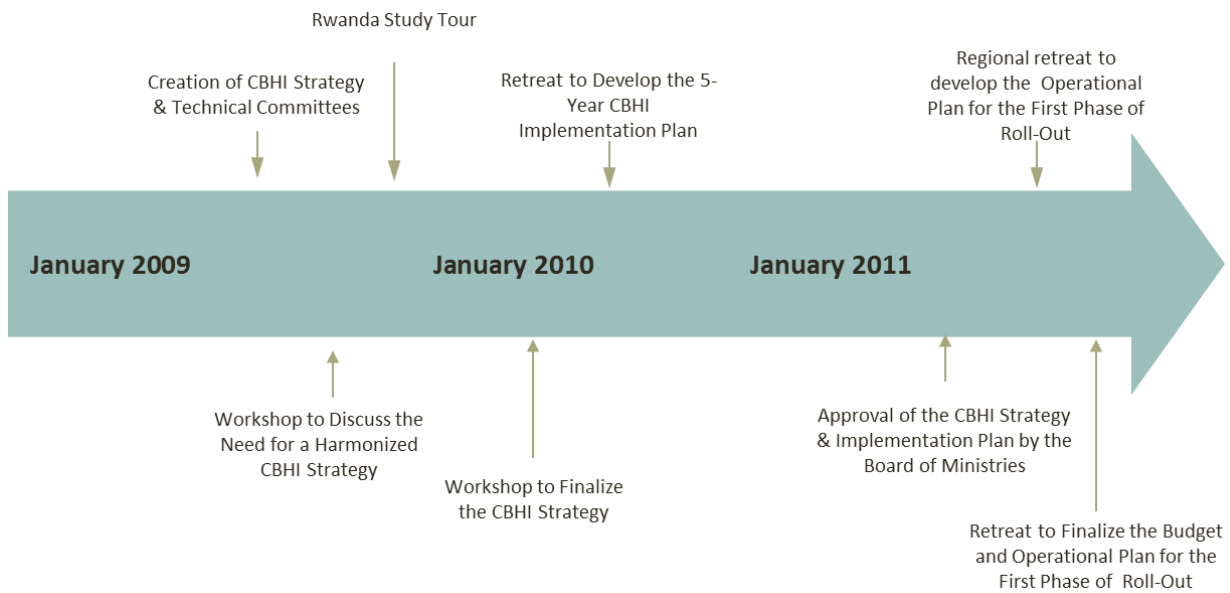 Rwanda Study Tour
Creation of CBHI Strategy
& Technical Committees
Retreat to Develop the 5-
Year CBHI
Implementation Plan
Regional retreat to
develop the Operational
Plan for the First Phase of
Roll-Out
January 2009
January 2010
January 2011
Workshop to Discuss the
Need for a Harmonized
CBHI Strategy
Workshop to Finalize
the CBHI Strategy
Approval of the CBHI Strategy
& Implementation Plan by the
Board of Ministries
Retreat to Finalize the Budget
and Operational Plan for the
First Phase of Roll-Out